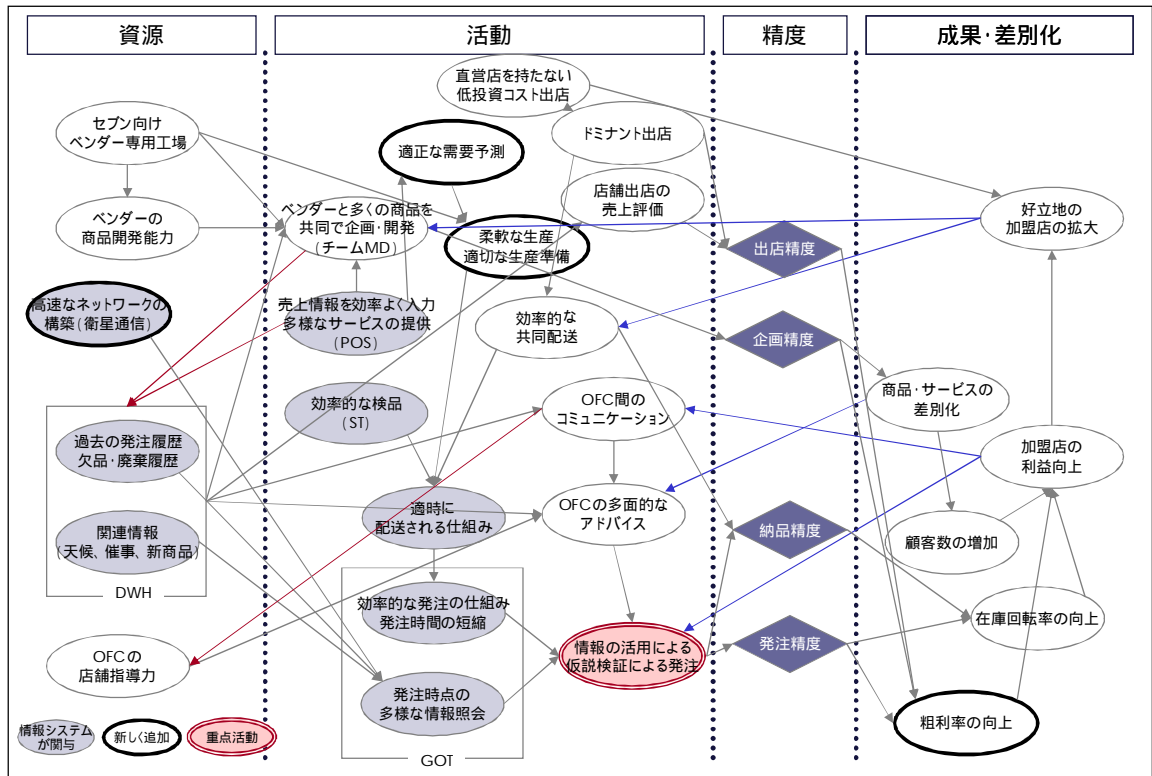 資源
活動
精度
成果・差別化
セブン向け
ベンダー専用工場
ベンダーの
商品開発能力
高速なネットワークの
構築(衛星通信)
過去の発注履歴
欠品・廃棄履歴
関連情報
(天候、催事、新商品)
DWH
OFCの
店舗指導力
直営店を持たない
低投資コスト出店
ドミナント出店
適正な需要予測
店舗出店の
売上評価
ベンダーと多くの商品を
共同で企画・開発
(チームMD)
柔軟な生産
適切な生産準備
売上情報を効率よく入力
多様なサービスの提供
(POS)
効率的な
共同配送
効率的な検品
(ST)
OFC間の
コミュニケーション
適時に
配送される仕組み
OFCの多面的な
アドバイス
効率的な発注の仕組み
発注時間の短縮
情報の活用による
仮説検証による発注
発注時点の
多様な情報照会
GOT
出店精度
企画精度
納品精度
発注精度
好立地の
加盟店の拡大
商品・サービスの
差別化
加盟店の
利益向上
顧客数の増加
在庫回転率の向上
粗利率の向上
情報システム
が関与
新しく追加
重点活動